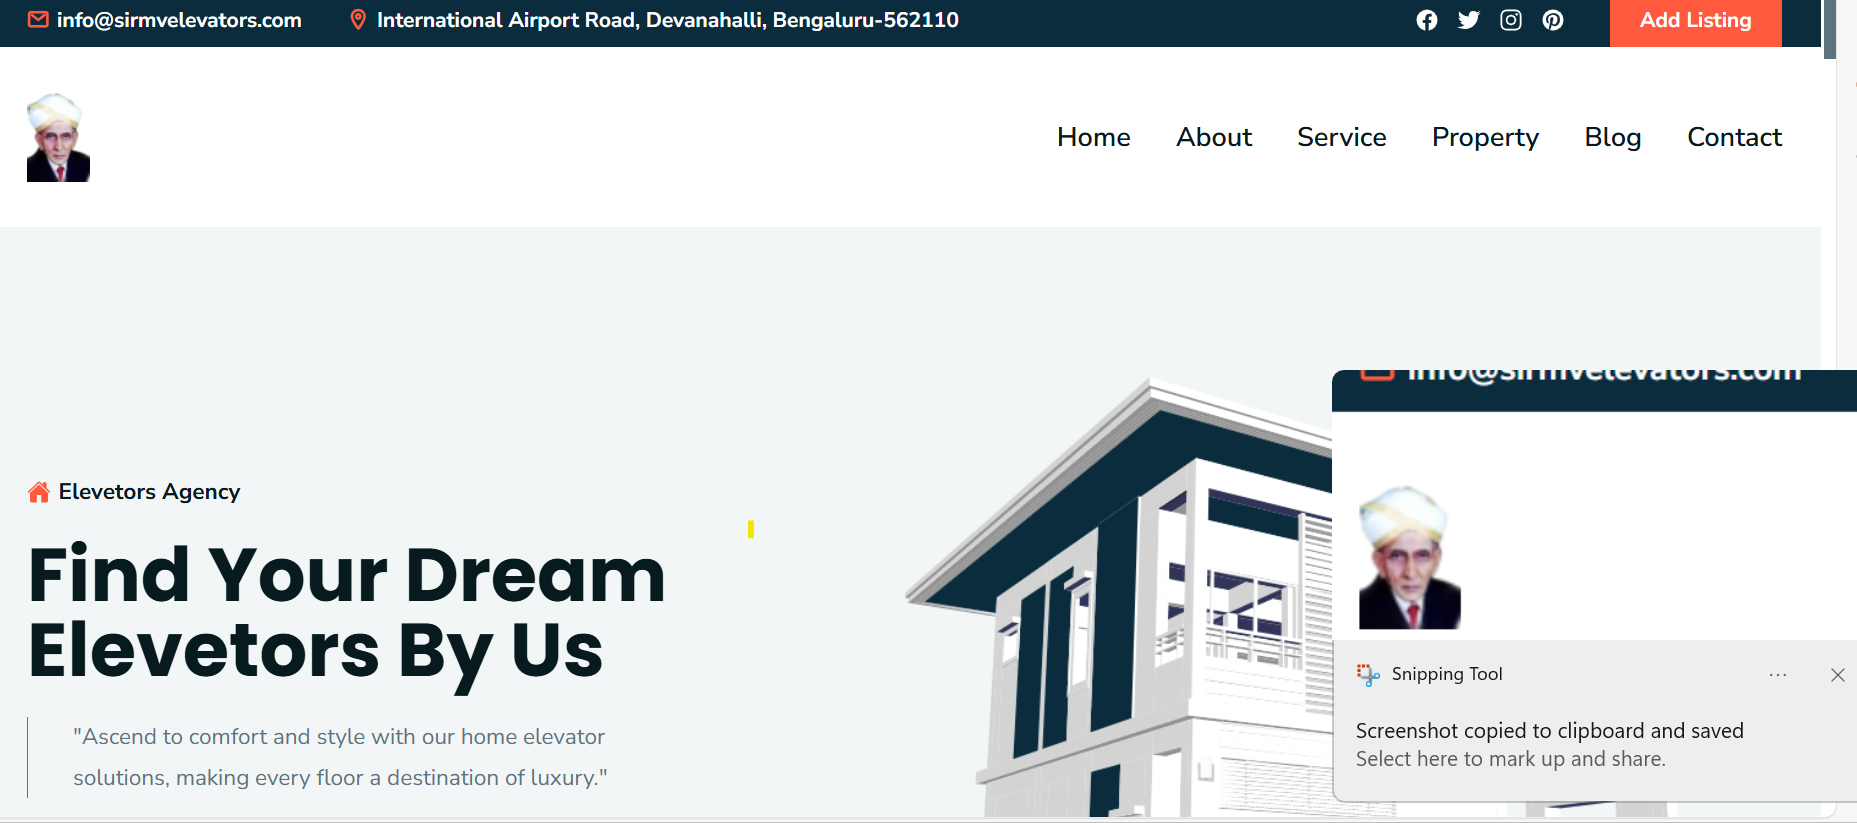 info@sirmvelevators.com
International Airport Road, Devanahalli, Bengaluru-562110
Add Listing
Home
About
Service
Property
Blog
Contact
Elevetors Agency
Find Your Dream
Elevetors By Us
"Ascend to comfort and style with our home elevator
solutions, making every floor a destination of luxury."
info@sirmvelevators.com
Snipping Tool
Screenshot copied to clipboard and saved
Select here to mark up and share.